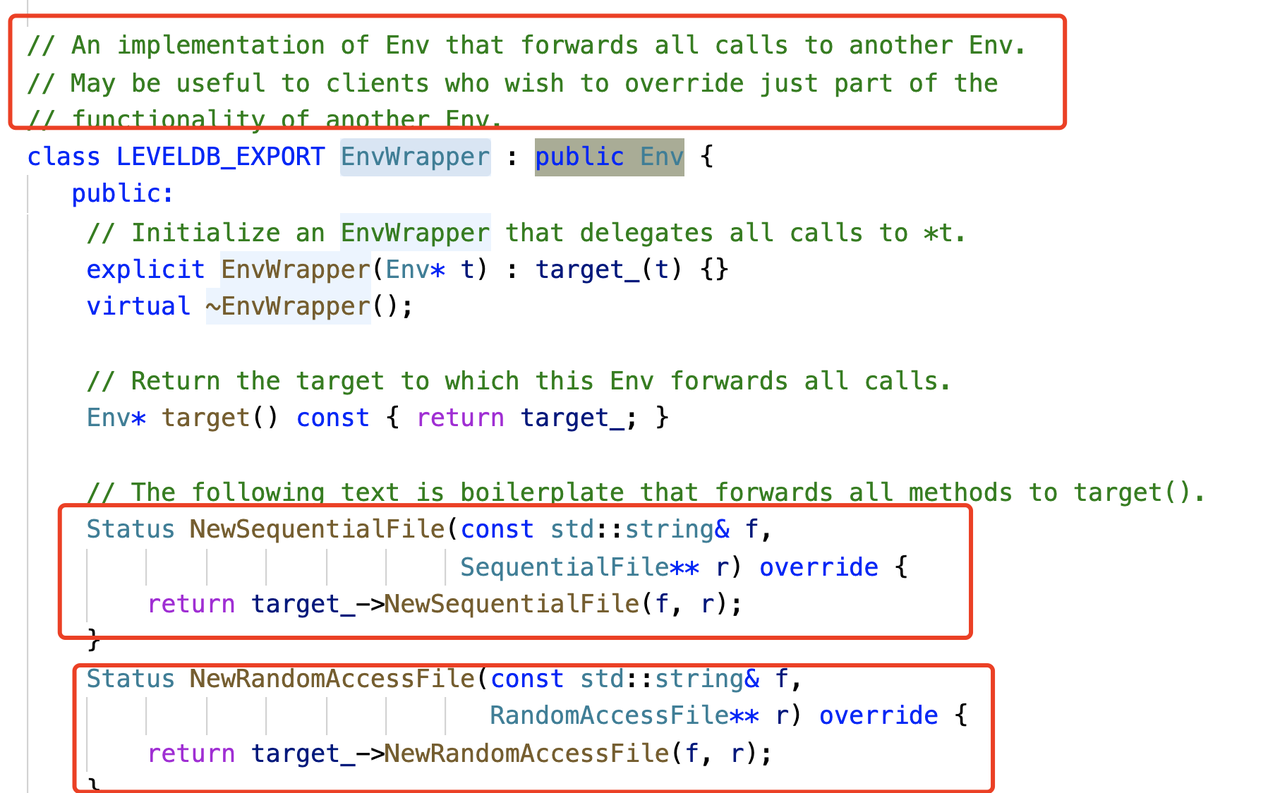 // An implementation of Env that forwards all calls to another Env.
// May be useful to clients who wish to override just part of the
// functionality of another Env.
class LEVELDB_EXPORT EnvWrapper : public Env {
public:
// Initialize an EnvWrapper that delegates all calls to *t.
explicit EnvWrapper(Env* t) : target_(t) {}
virtual ~EnvWrapper();
// Return the target to which this Env forwards all calls.
Env* target() const { return target_; }
// The following text is boilerplate that forwards all methods to target().
Status NewSequentialFile(const std::string& f,
SequentialFile** r) override {
return target_->NewSequentialFile(f, r);
}
Status NewRandomAccessFile(const std::string& f,
RandomAccessFile** r) override {
return target_->NewRandomAccessFile(f, r);
}